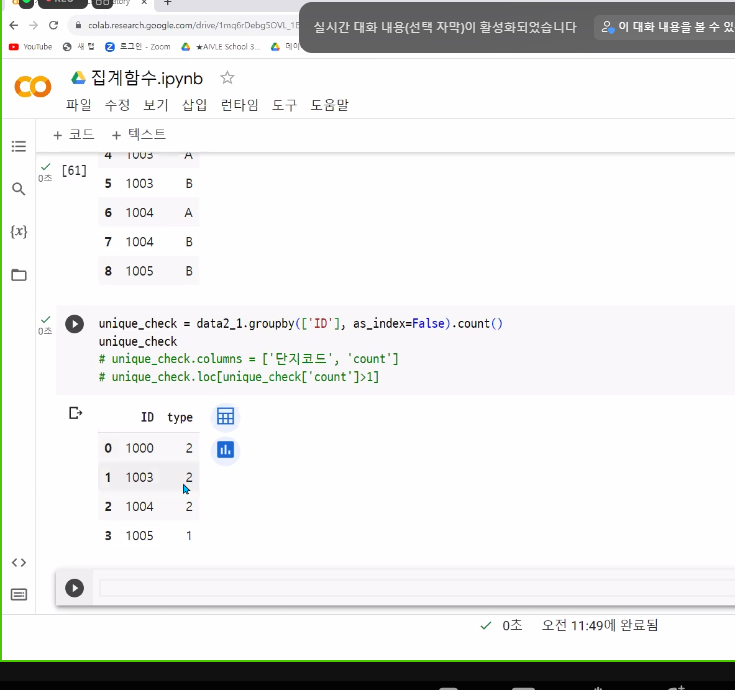 실시간 대화 내용(선택 자막)이 활성화되었습니다
이 대화 내용을 볼 수 있
colab.research.google.com/drive/1mq6rDebg5OVL_1E
YouTube 새 탭 로그인 - Zoom ★AIVLE School 3...
집계함수.ipynb
파일 수정 보기 삽입 런타임 도구 도움말
+ 코드 + 텍스트
4 1003 A
0초 [61]
5 1003 B
6 1004 A
7 1004 B
8 1005 B
{x}
0초
unique_check = data2_1.groupby(['ID'], as_index=False).count()
unique_check
# unique_check.columns = ['단지코드', 'count']
# unique_check.loc[unique_check['count']>1]
ID type
0 1000 2
1 1003 2
2 1004 2
3 1005 1
0초 오전 11:49에 완료됨